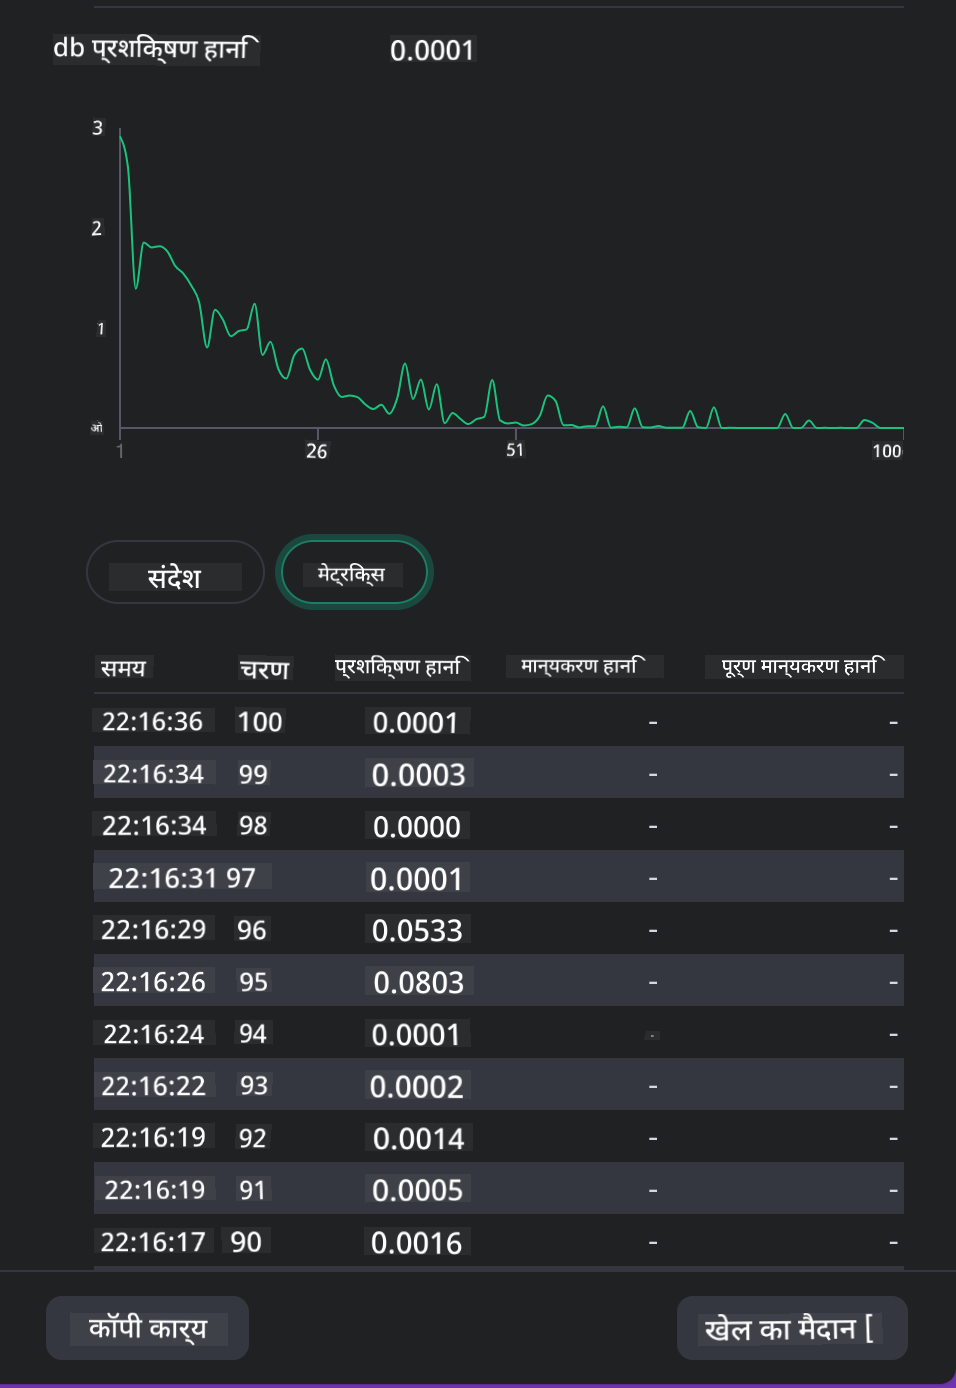 db प्रशिक्षण हानि 0.0001
3
2
1
ओ
1 26 51 100
संदेश मेट्रिक्स
समय चरण प्रशिक्षण हानि मान्यकरण हानि पूर्ण मान्यकरण हानि
22:16:36 100 0.0001 - -
22:16:34 99 0.0003 - -
22:16:34 98 0.0000 - -
22:16:31 97 0.0001 - -
22:16:29 96 0.0533 - -
22:16:26 95 0.0803 - -
22:16:24 94 0.0001 - -
22:16:22 93 0.0002 - -
22:16:19 92 0.0014 - -
22:16:19 91 0.0005 - -
22:16:17 90 0.0016 - -
कॉपी कार्य खेल का मैदान [